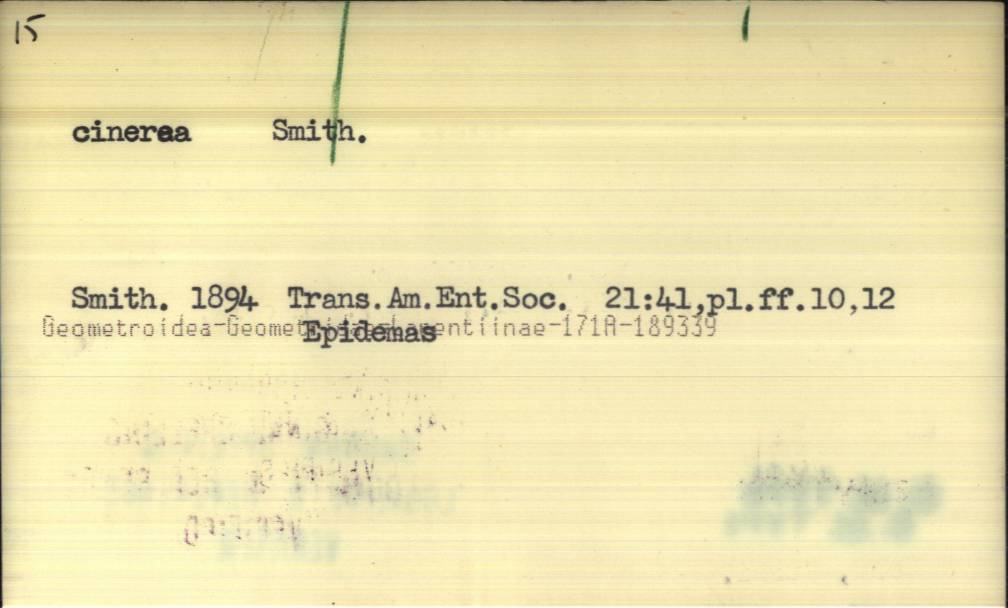 15
cinerea Smith.
Smith. 1894 Trans.Am.Ent.Soc. 21:41,pl.ff.10,12
Geometroidea-Geometridae-Larentiinae-171A-189339
Epidemas